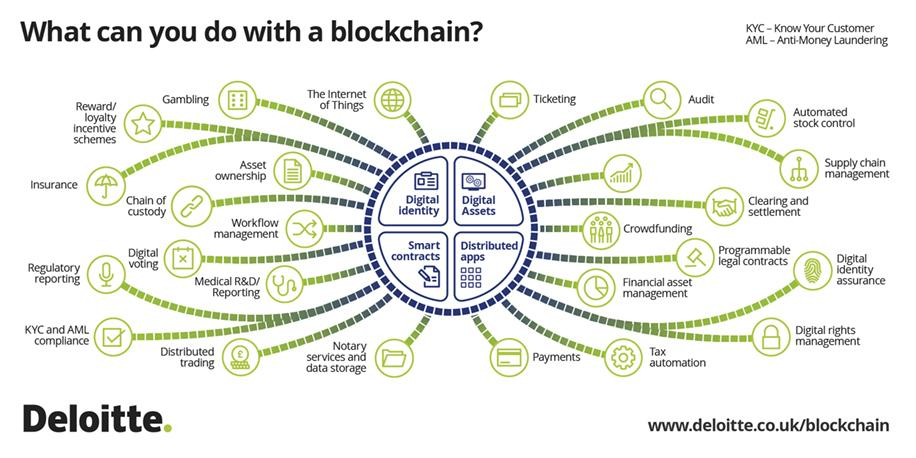 What can you do with a blockchain?
KYC – Know Your Customer
AML – Anti-Money Laundering
Gambling
The Internet
of Things
Ticketing
Audit
Reward/
loyalty
incentive
schemes
Automated
stock control
Asset
ownership
Supply chain
management
Insurance
Chain of
custody
Digital
identity
Digital
Assets
Clearing and
settlement
Workflow
management
Crowdfunding
Digital
voting
Smart
contracts
Distributed
apps
Programmable
legal contracts
Regulatory
reporting
Medical R&D/
Reporting
Financial asset
management
Digital
identity
assurance
KYC and AML
compliance
Digital rights
management
Distributed
trading
£
Notary
services and
data storage
Payments
Tax
automation
Deloitte.
www.deloitte.co.uk/blockchain